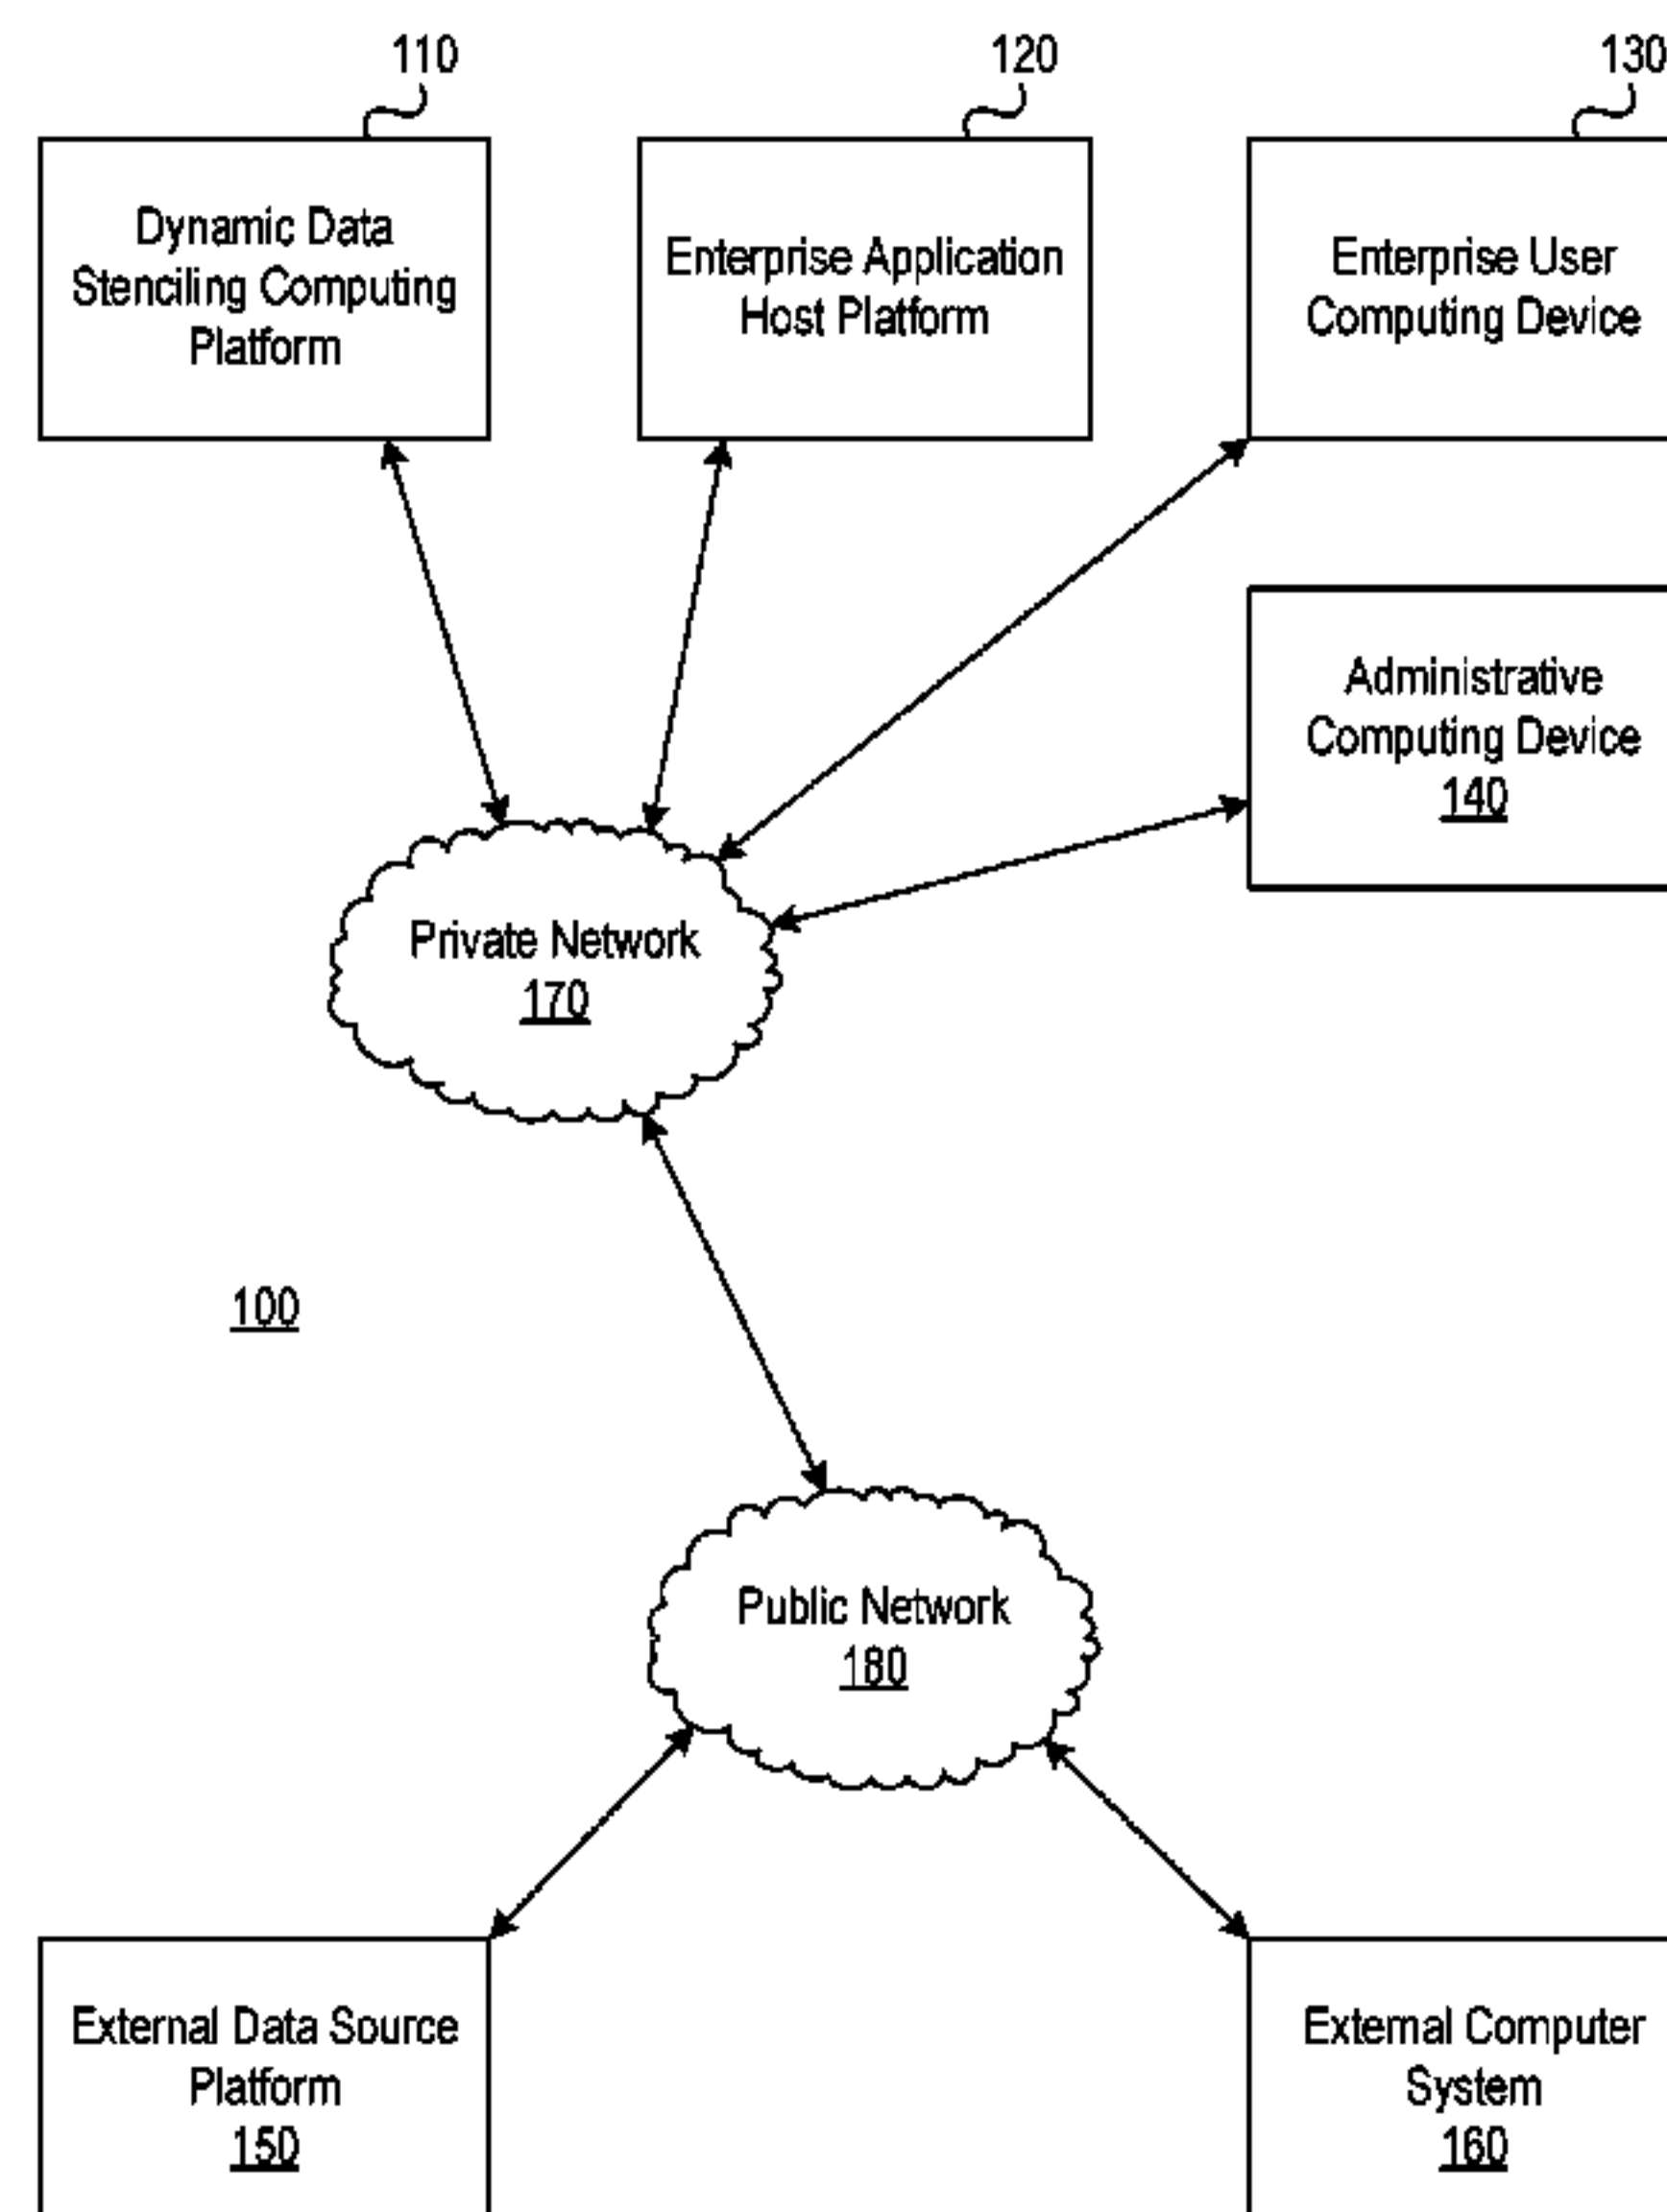 110
120
130
Dynamic Data
Stenciling Computing
Platform
Enterprise Application
Host Platform
Enterprise User
Computing Device
Administrative
Computing Device
140
Private Network
170
100
Public Network
180
External Data Source
Platform
150
External Computer
System
160